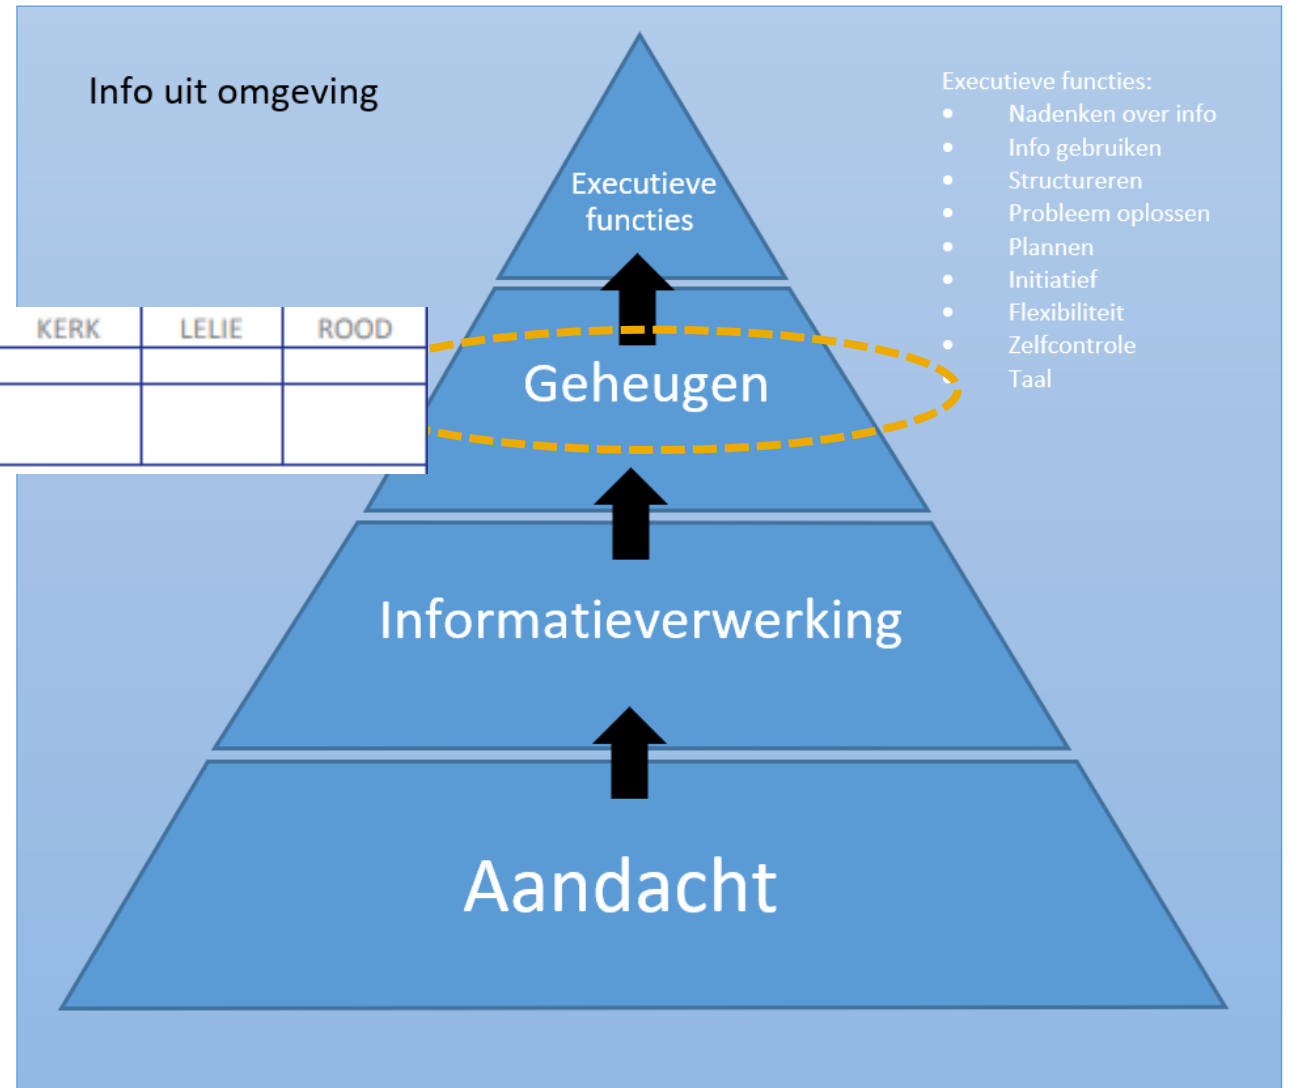 Info uit omgeving
Executieve functies:
• Nadenken over info
• Info gebruiken
• Structureren
• Probleem oplossen
• Plannen
• Initiatief
• Flexibiliteit
• Zelfcontrole
• Taal
Executieve
functies
KERK LELIE ROOD
Geheugen
Informatieverwerking
Aandacht